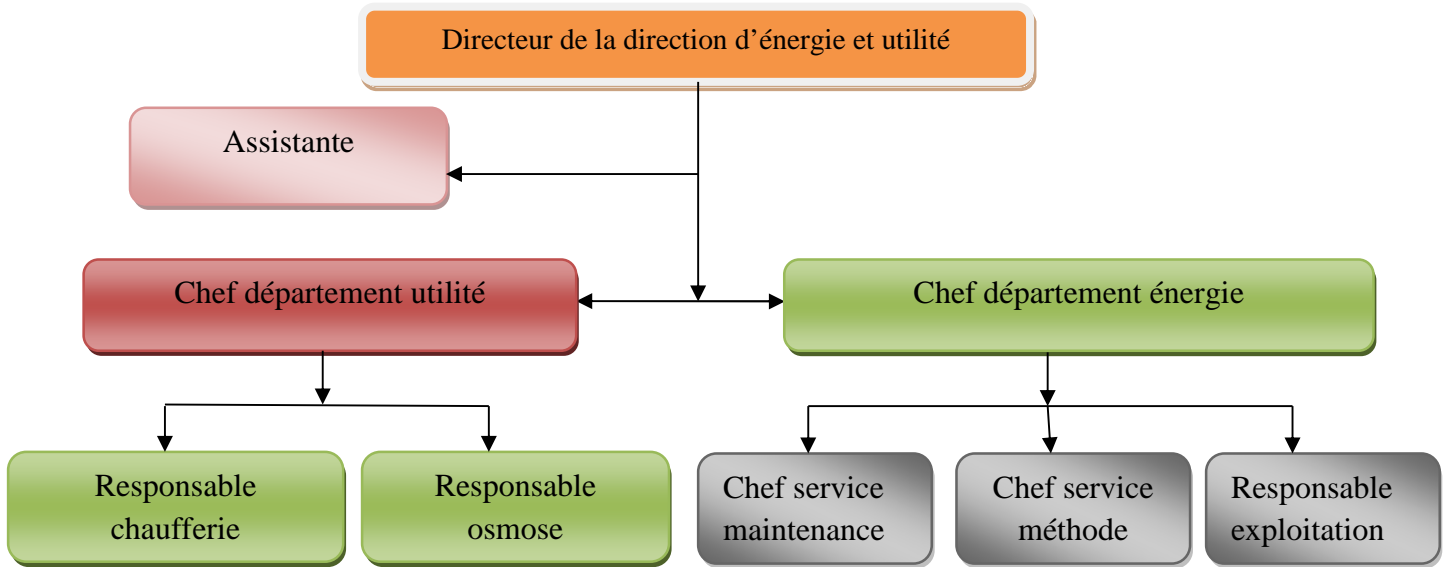 Directeur de la direction d’énergie et utilité
Assistante
Chef département utilité
Chef département énergie
Responsable
chaufferie
Responsable
osmose
Chef service
maintenance
Chef service
méthode
Responsable
exploitation